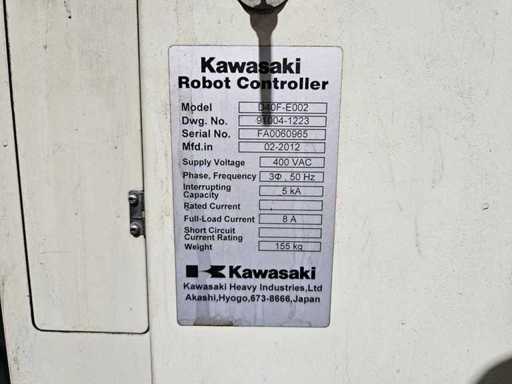 Kawasaki
Robot Controller
Model D40F-E002
Dwg. No. 91004-1223
Serial No. FA0060965
Mfd.in 02-2012
Supply Voltage 400 VAC
Phase, Frequency 3Φ , 50 Hz
Interrupting Capacity 5 kA
Rated Current
Full-Load Current 8 A
Short Circuit
Current Rating
Weight 155 kg
Kawasaki
Kawasaki Heavy Industries,Ltd
Akashi,Hyogo,673-8666,Japan